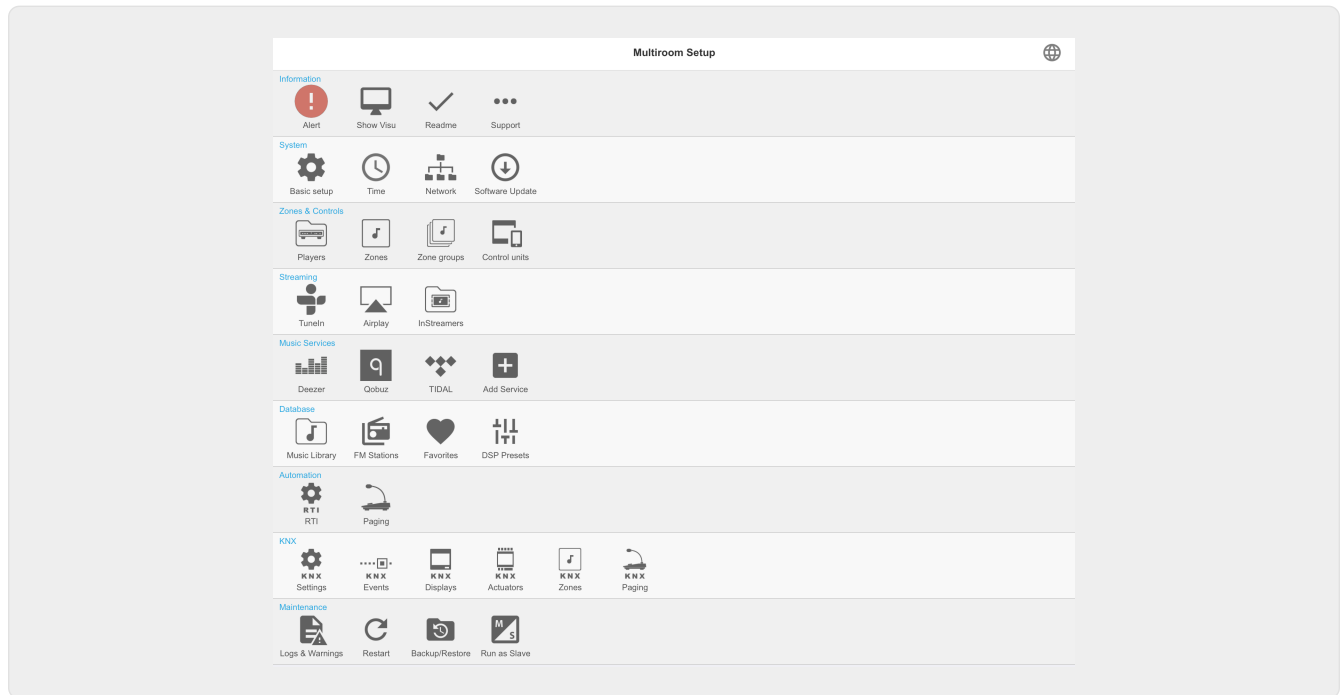 Multiroom Setup
Information
Alert Show Visu Readme Support
System
Basic setup Time Network Software Update
Zones & Controls
Players Zones Zone groups Control units
Streaming
TuneIn Airplay InStreamers
Music Services
q
Deezer Qobuz TIDAL Add Service
Database
Music Library FM Stations Favorites DSP Presets
Automation
RTI
RTI Paging
KNX
KNX KNX KNX KNX KNX KNX
Settings Events Displays Actuators Zones Paging
Maintenance
M
S
Logs & Warnings Restart Backup/Restore Run as Slave